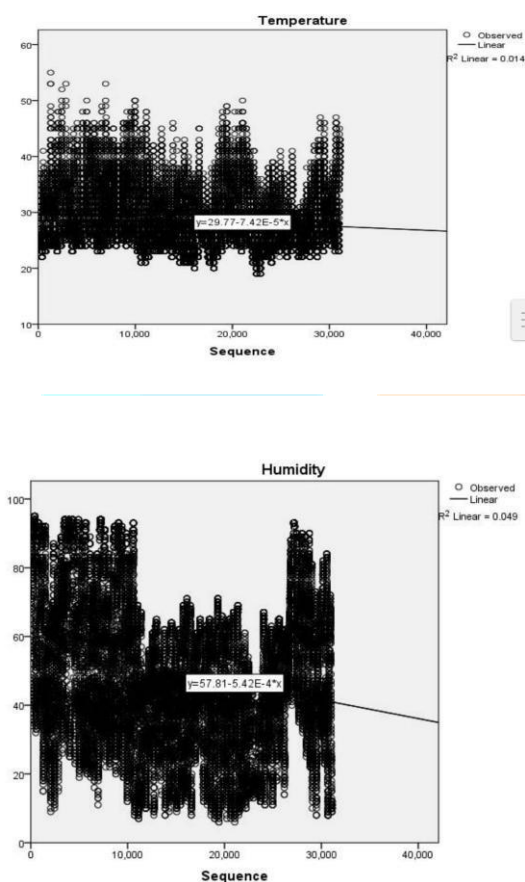 Temperature
Observed
Linear
R² Linear = 0.014
60
50
40
30
20
10
y=29.77-7.42E-5*x
0 10,000 20,000 30,000 40,000
Sequence
Humidity
Observed
Linear
R² Linear = 0.049
100
80
60
40
20
0
y=57.81-5.42E-4*x
0 10,000 20,000 30,000 40,000
Sequence